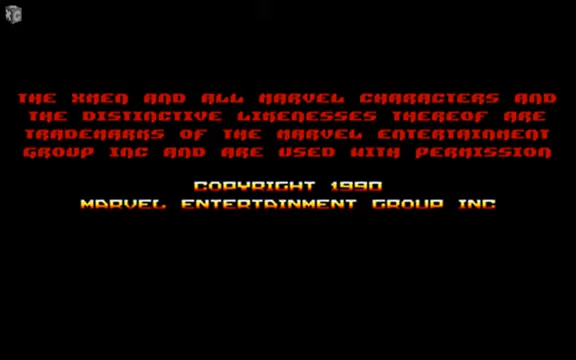 THE XMEN AND ALL MARVEL CHARACTERS AND
THE DISTINCTIVE LIKENESSES THEREOF ARE
TRADEMARKS OF THE MARVEL ENTERTAINMENT
GROUP INC AND ARE USED WITH PERMISSION
COPYRIGHT 1990
MARVEL ENTERTAINMENT GROUP INC